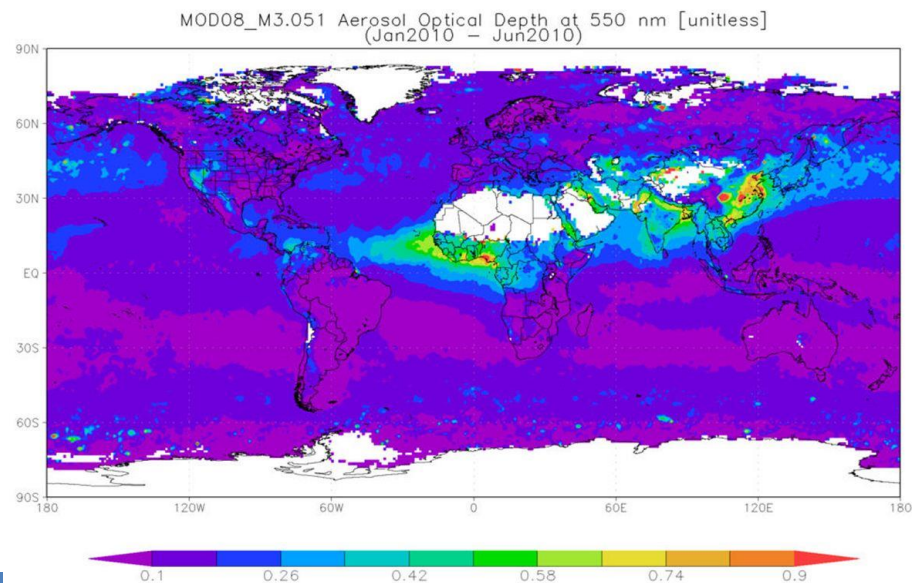 MOD08_M3.051 Aerosol Optical Depth at 550 nm [unitless]
(Jan2010 – Jun2010)
90N
60N
30N
EQ
30S
60S
90S
180 120W 60W 0 60E 120E 180
0.1 0.26 0.42 0.58 0.74 0.9